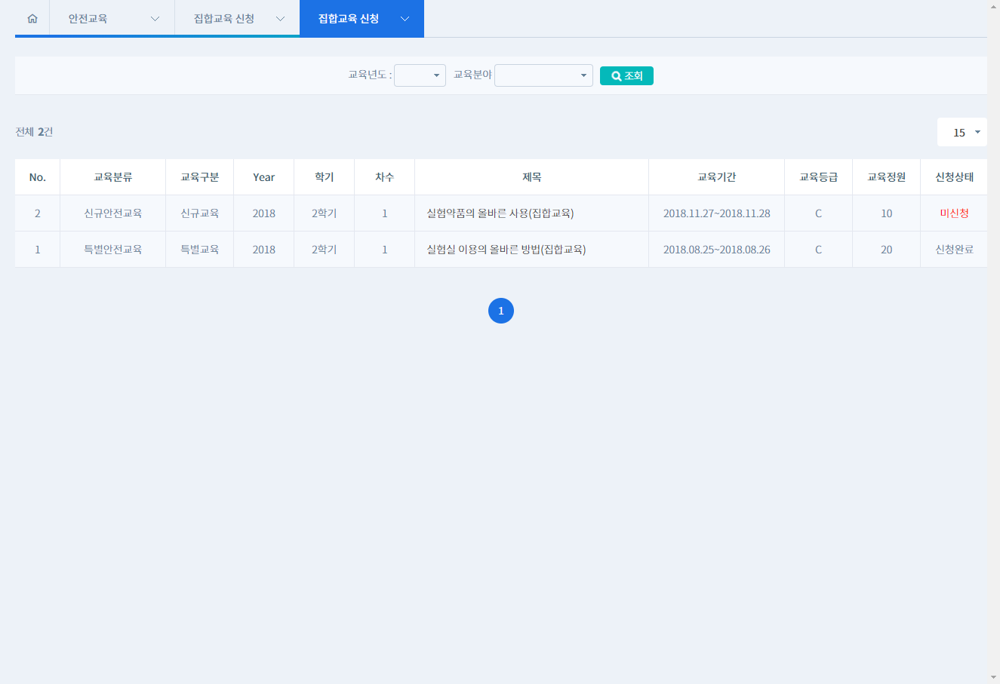 안전교육 집합교육 신청 집합교육 신청
교육년도 : 교육분야 조회
전체 2건 15
No. 교육분류 교육구분 Year 학기 차수 제목 교육기간 교육등급 교육정원 신청상태
2 신규안전교육 신규교육 2018 2학기 1 실험약품의 올바른 사용(집합교육) 2018.11.27~2018.11.28 C 10 미신청
1 특별안전교육 특별교육 2018 2학기 1 실험실 이용의 올바른 방법(집합교육) 2018.08.25~2018.08.26 C 20 신청완료
1